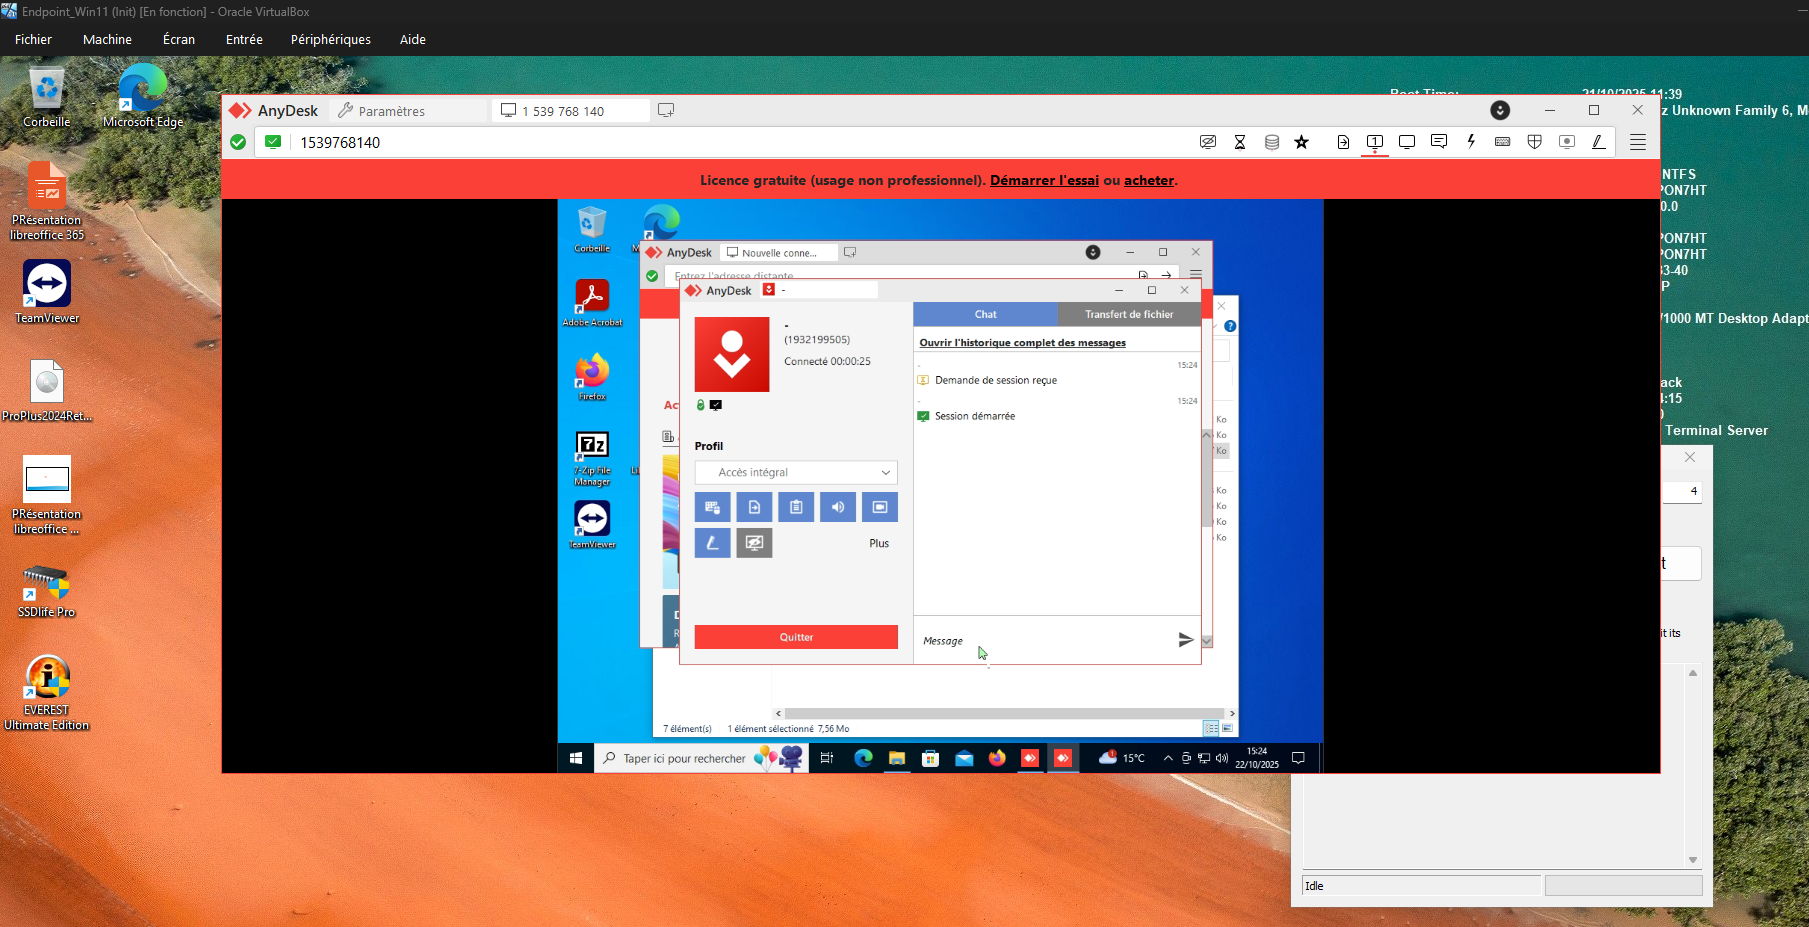 Endpoint_Win11 (Init) [En fonction] - Oracle VirtualBox
Fichier Machine Écran Entrée Périphériques Aide
Corbeille
Microsoft Edge
PRésentation
libreoffice 365
TeamViewer
ProPlus2024Ret...
PRésentation
libreoffice ...
SSDlife Pro
EVEREST
Ultimate Edition
Boot Time: 21/10/2025 11:39
z Unknown Family 6, M
NTFS
PON7HT
0.0
PON7HT
PON7HT
3-40
P
/1000 MT Desktop Adapt
ack
4:15
Terminal Server
AnyDesk Paramètres 1 539 768 140
1539768140
1
Licence gratuite (usage non professionnel). Démarrer l'essai ou acheter.
Corbeille
M
Adobe Acrobat
Firefox
7z
7-Zip File
Manager
Li
TeamViewer
AnyDesk Nouvelle conne...
Entrez l'adresse distante
Ac
D
R
AnyDesk -
-
(1932199505)
Connecté 00:00:25
Profil
Accès intégral
Plus
Quitter
Chat Transfert de fichier
Ouvrir l'historique complet des messages
- 15:24
Demande de session reçue
- 15:24
Session démarrée
Message
Ko
Ko
Ko
Ko
Ko
Ko
Ko
7 élément(s) 1 élément sélectionné 7,56 Mo
Taper ici pour rechercher
15°C
15:24
22/10/2025
4
t
it its
Idle